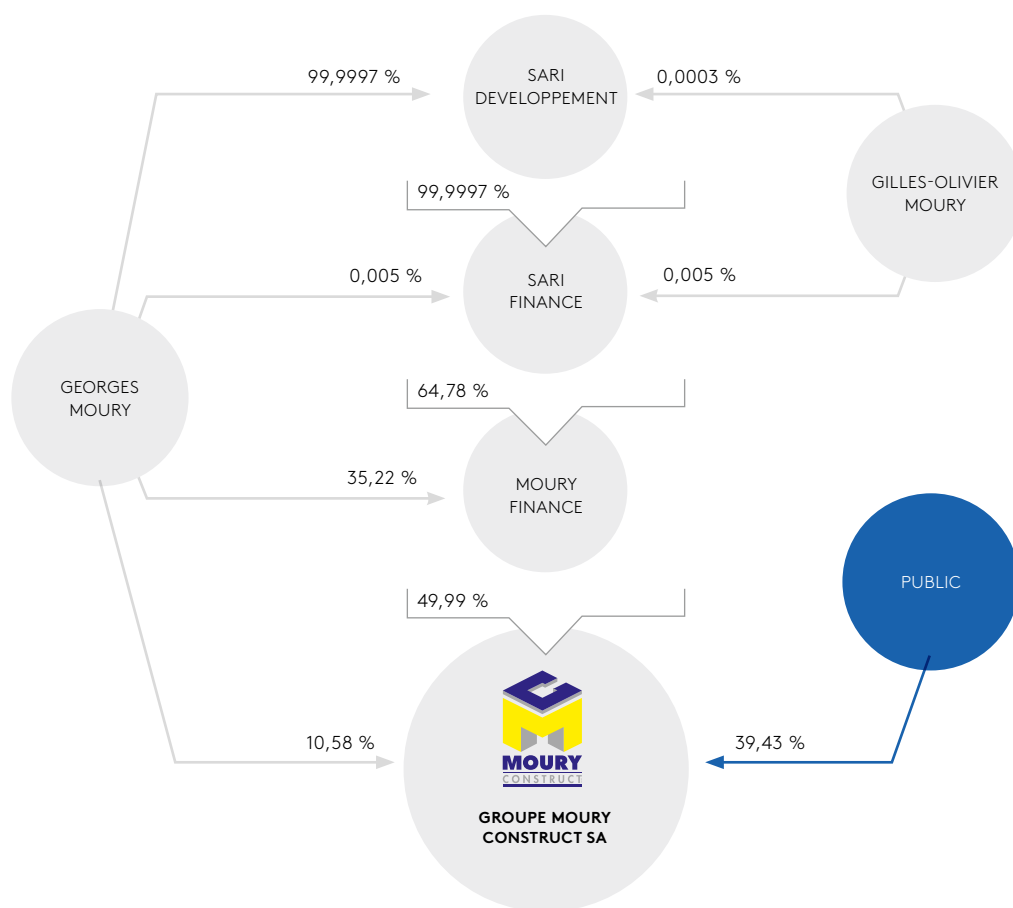 99,9997 %
SARI
DEVELOPPEMENT
0,0003 %
99,9997 %
GILLES-OLIVIER
MOURY
0,005 %
SARI
FINANCE
0,005 %
GEORGES
MOURY
64,78 %
35,22 %
MOURY
FINANCE
PUBLIC
49,99 %
10,58 %
39,43 %
MOURY
CONSTRUCT
GROUPE MOURY
CONSTRUCT SA